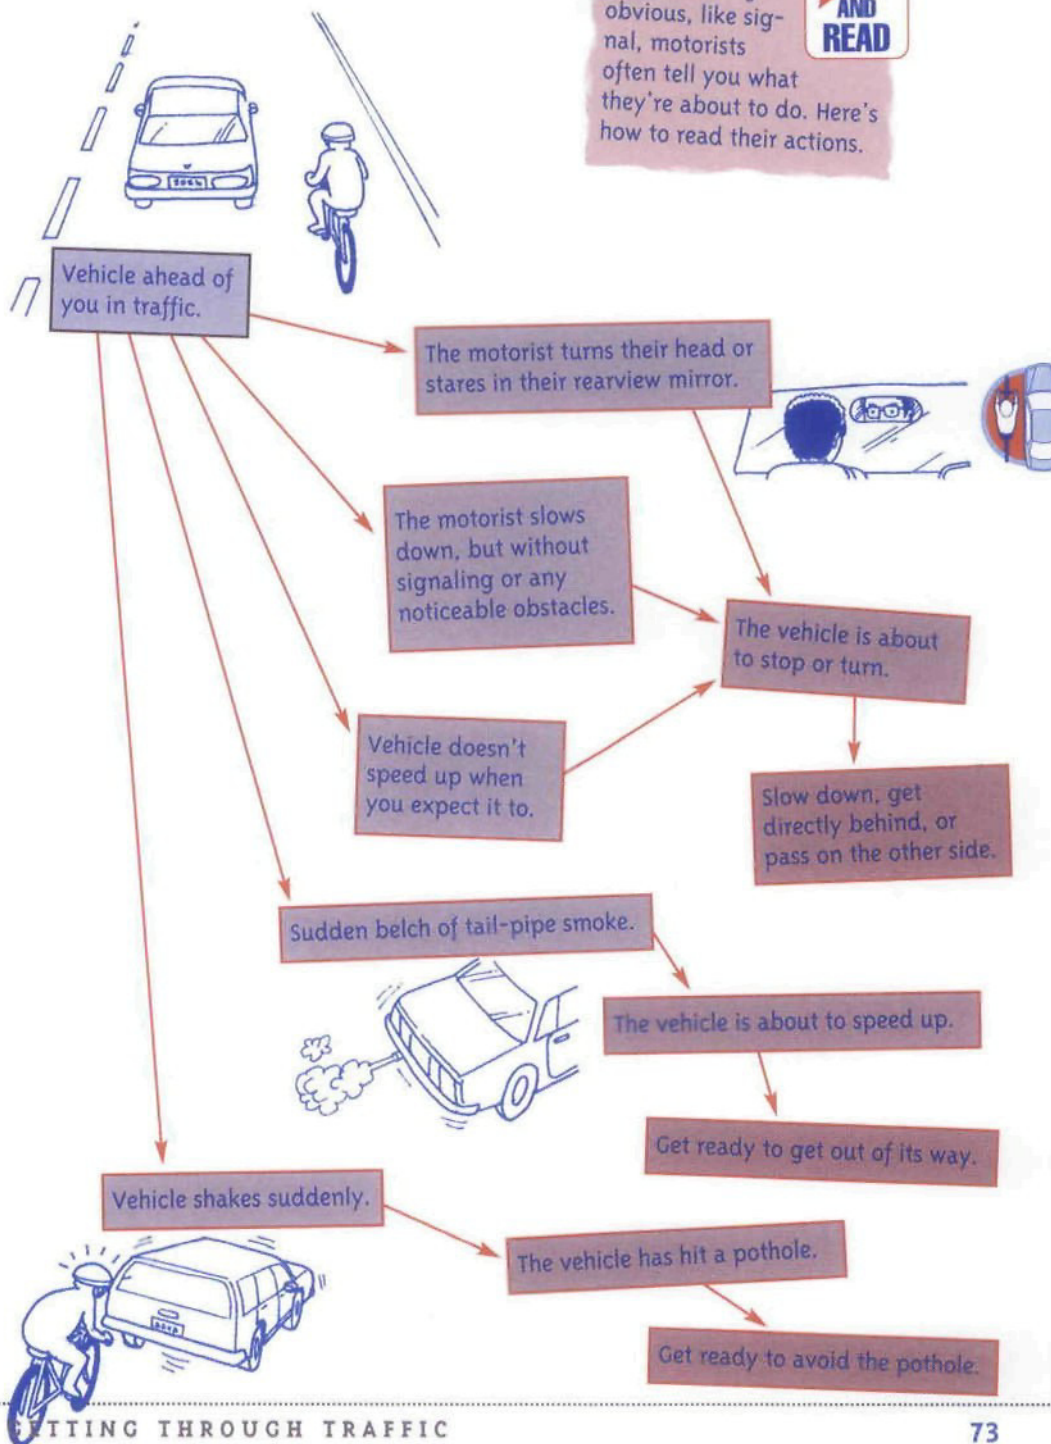 obvious, like sig-
nal, motorists
often tell you what
they're about to do. Here's
how to read their actions.
AND
READ
Vehicle ahead of
you in traffic.
The motorist turns their head or
stares in their rearview mirror.
The motorist slows
down, but without
signaling or any
noticeable obstacles.
The vehicle is about
to stop or turn.
Vehicle doesn't
speed up when
you expect it to.
Slow down, get
directly behind, or
pass on the other side.
Sudden belch of tail-pipe smoke.
The vehicle is about to speed up.
Get ready to get out of its way.
Vehicle shakes suddenly.
The vehicle has hit a pothole.
Get ready to avoid the pothole.
GETTING THROUGH TRAFFIC
73